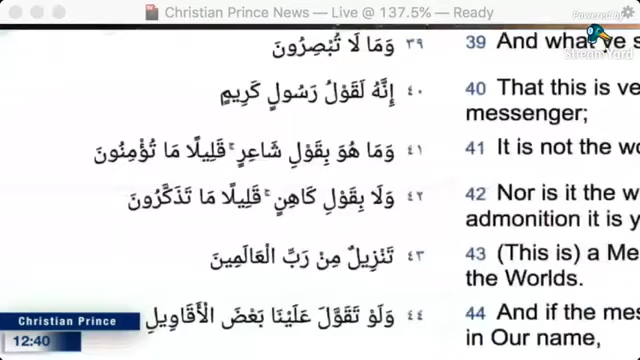 Christian Prince News — Live @ 137.5% — Ready
Powered by
StreamYard
وَمَا لَا تُبْصِرُونَ ٣٩ 39 And what ye s
إِنَّهُ لَقَوْلُ رَسُولٍ كَرِيمٍ ٤٠ 40 That this is ve
messenger;
وَمَا هُوَ بِقَوْلِ شَاعِرٍ ۚ قَلِيلًا مَا تُؤْمِنُونَ ٤١ 41 It is not the wo
وَلَا بِقَوْلِ كَاهِنٍ ۚ قَلِيلًا مَا تَذَكَّرُونَ ٤٢ 42 Nor is it the w
admonition it is y
تَنْزِيلٌ مِنْ رَبِّ الْعَالَمِينَ ٤٣ 43 (This is) a Me
the Worlds.
وَلَوْ تَقَوَّلَ عَلَيْنَا بَعْضَ الْأَقَاوِيلِ ٤٤ 44 And if the mes
in Our name,
Christian Prince
12:40